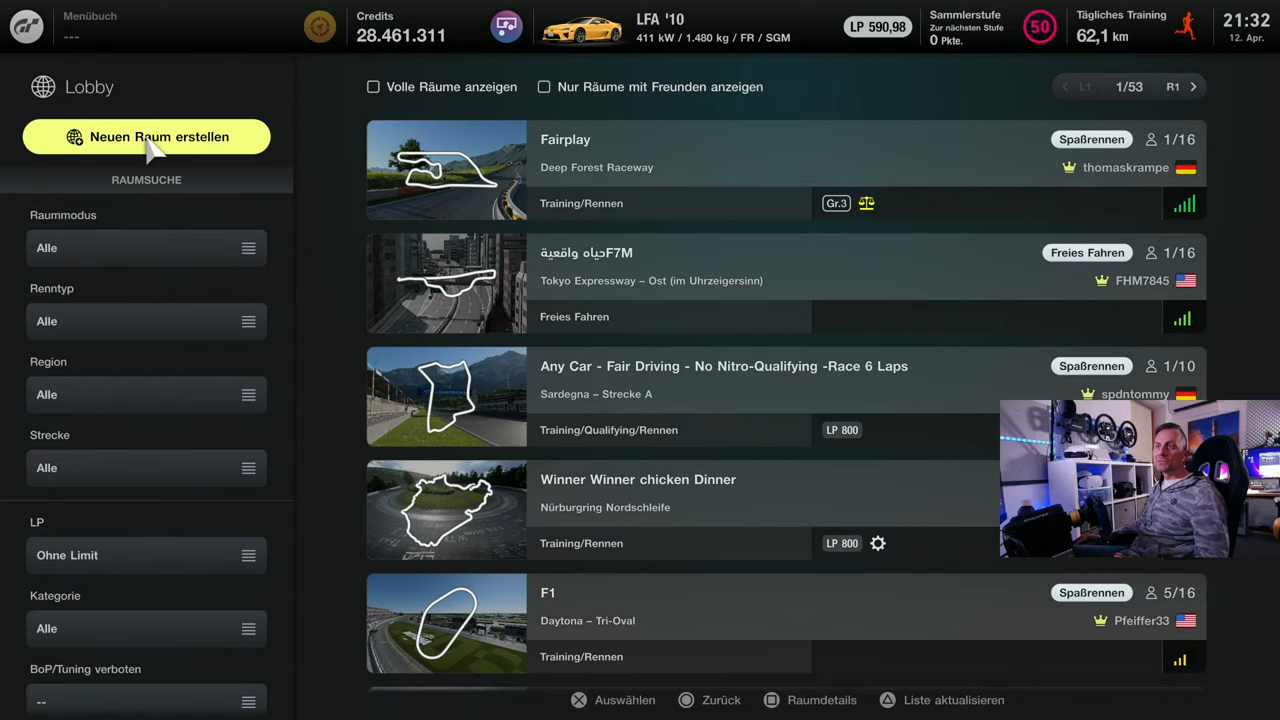 Menübuch
---
Credits
28.461.311
LFA '10
411 kW / 1.480 kg / FR / SGM
LP 590,98
Sammlerstufe
Zur nächsten Stufe
0 Pkte.
50
Tägliches Training
62,1 km
21:32
12. Apr.
Lobby
Neuen Raum erstellen
RAUMSUCHE
Raummodus
Alle
Renntyp
Alle
Region
Alle
Strecke
Alle
LP
Ohne Limit
Kategorie
Alle
BoP/Tuning verboten
--
Volle Räume anzeigen
Nur Räume mit Freunden anzeigen
L1 1/53 R1
Fairplay
Spaßrennen 1/16
Deep Forest Raceway
thomaskrampe
Training/Rennen
Gr.3
حياه واقعيةF7M
Freies Fahren 1/16
Tokyo Expressway – Ost (im Uhrzeigersinn)
FHM7845
Freies Fahren
Any Car - Fair Driving - No Nitro-Qualifying -Race 6 Laps
Spaßrennen 1/10
Sardegna – Strecke A
spdntommy
Training/Qualifying/Rennen
LP 800
Winner Winner chicken Dinner
Nürburgring Nordschleife
Training/Rennen
LP 800
F1
Spaßrennen 5/16
Daytona – Tri-Oval
Pfeiffer33
Training/Rennen
Auswählen Zurück Raumdetails Liste aktualisieren